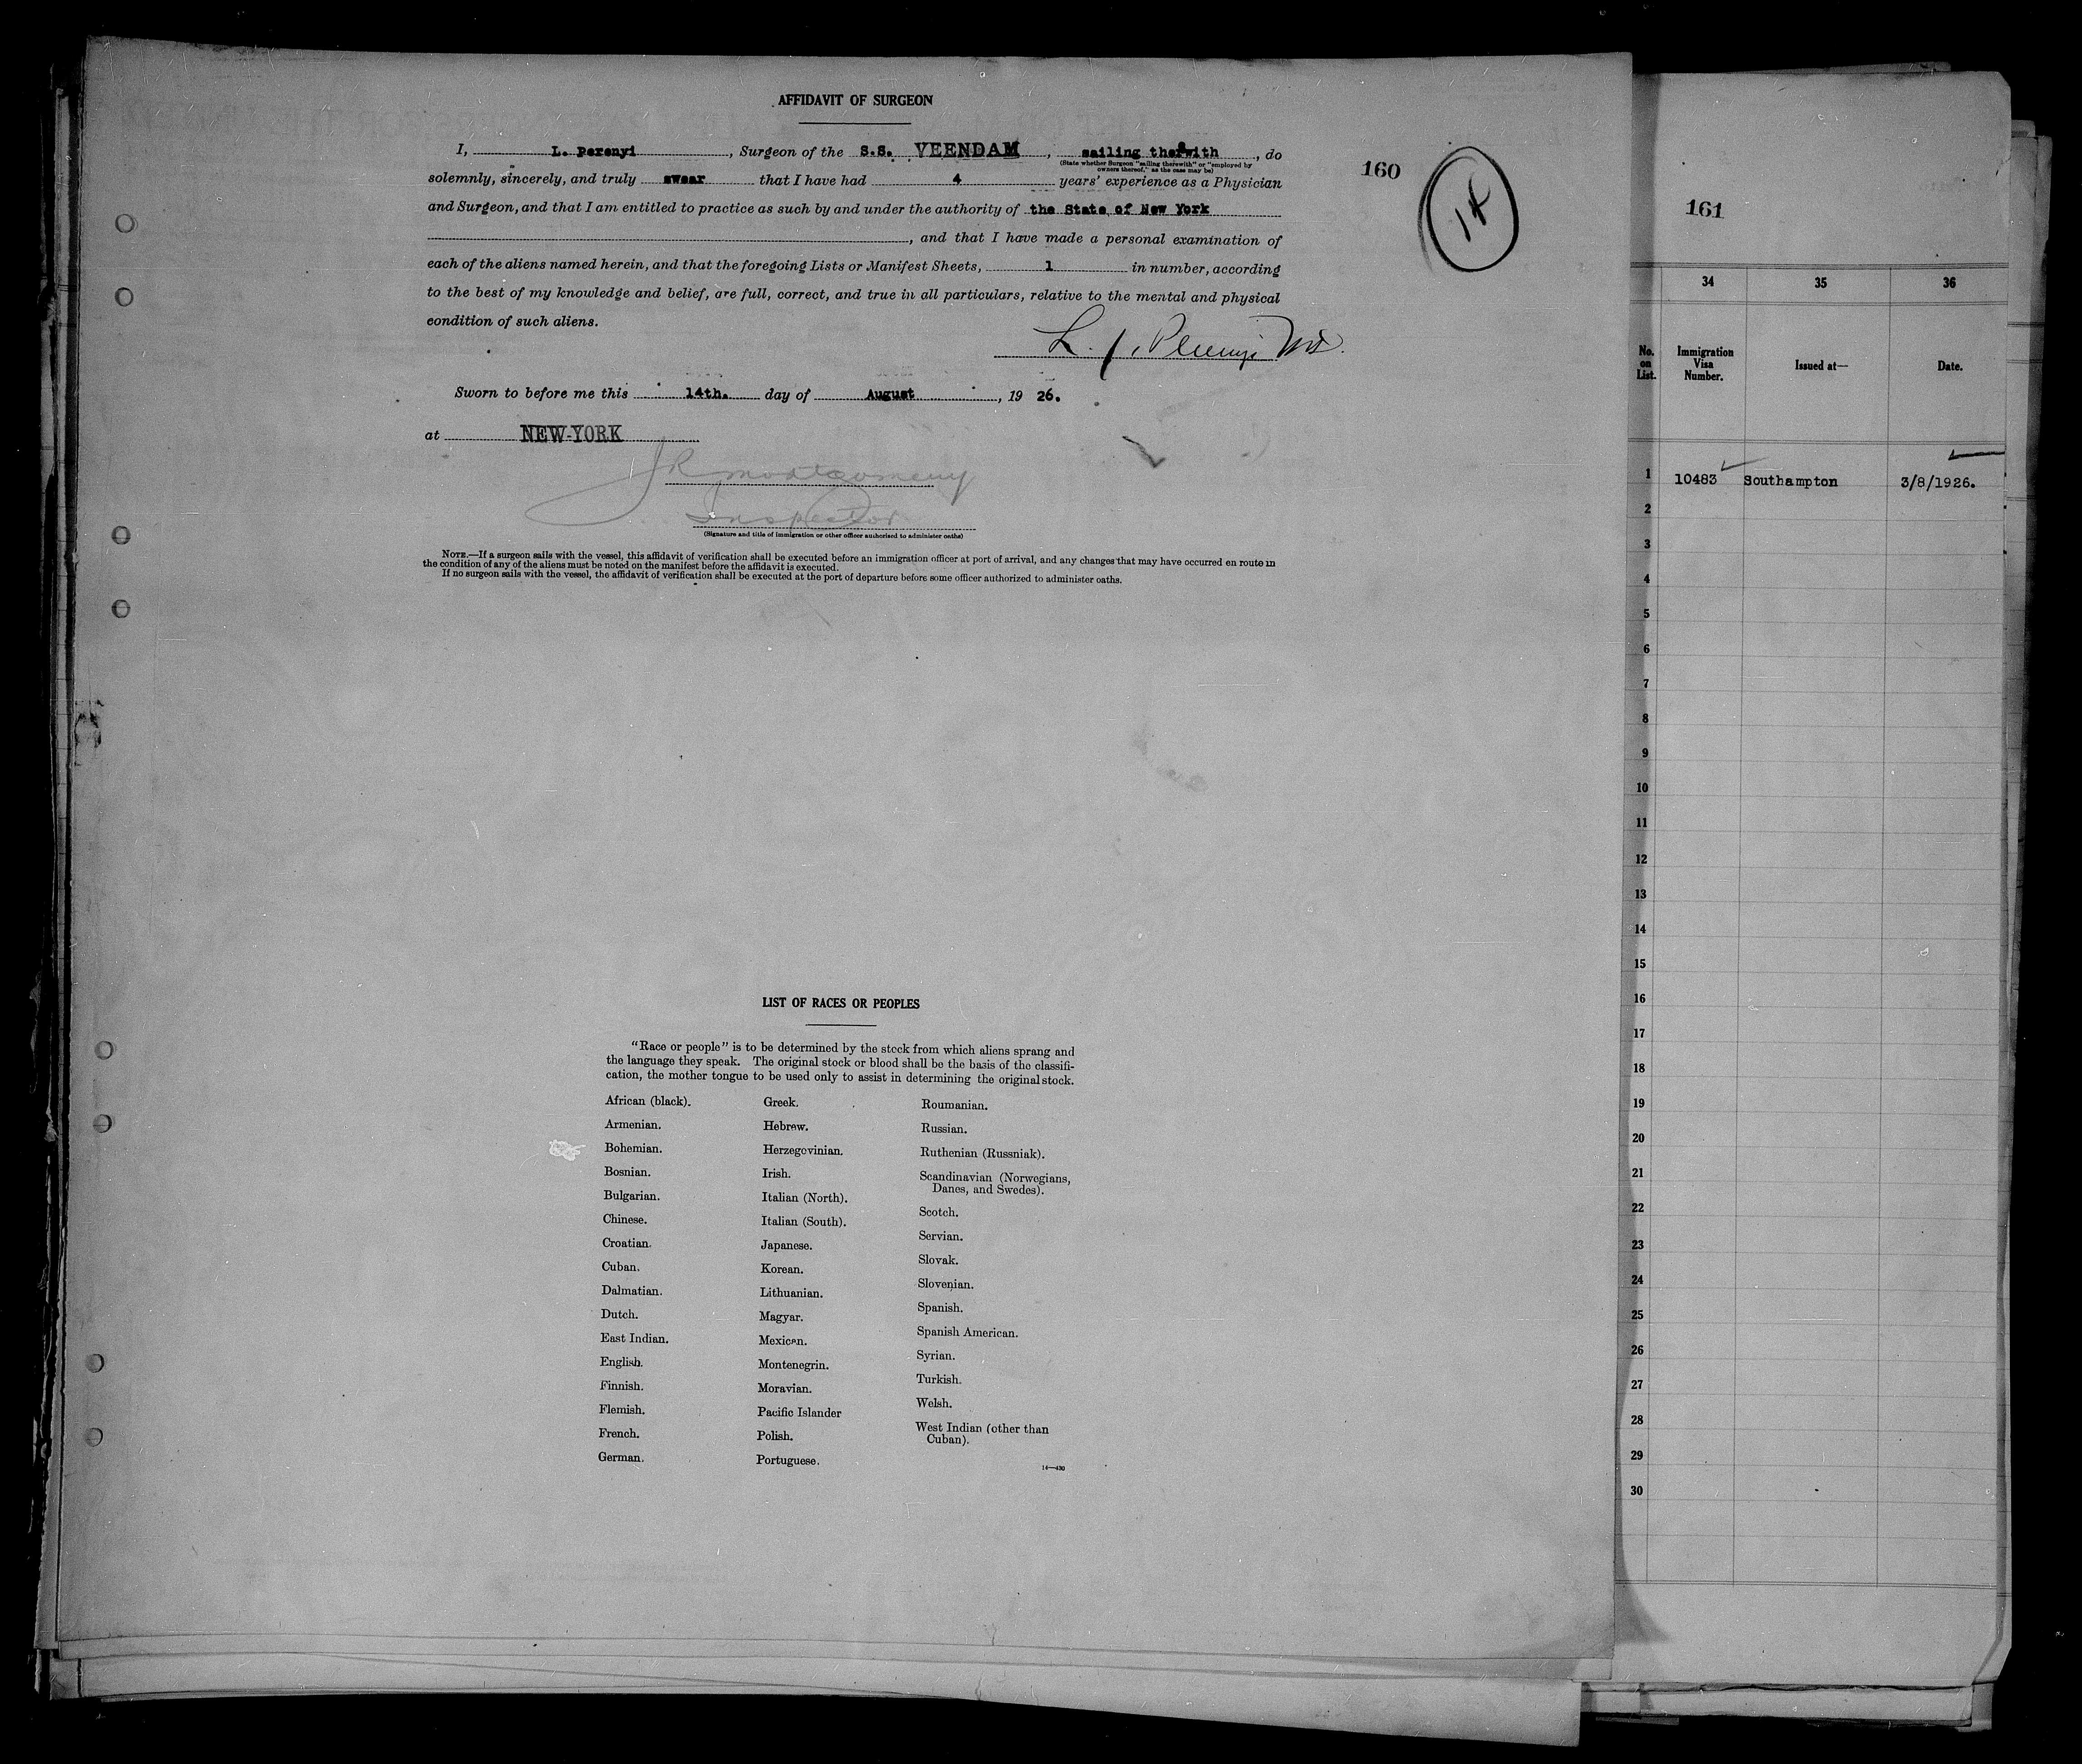 AFFIDAVIT OF SURGEON
I, L. Perenyi, Surgeon of the S.S. VEENDAM, sailing therewith, do
(State whether Surgeon "sailing therewith" or "employed by
owners thereof," as the case may be)
solemnly, sincerely, and truly swear that I have had 4 years' experience as a Physician
and Surgeon, and that I am entitled to practice as such by and under the authority of the State of New York
, and that I have made a personal examination of
each of the aliens named herein, and that the foregoing Lists or Manifest Sheets, 1 in number, according
to the best of my knowledge and belief, are full, correct, and true in all particulars, relative to the mental and physical
condition of such aliens.
L. J. Perenyi MD.
Sworn to before me this 14th. day of August, 19 26.
at NEW-YORK
JR Montgomery
Inspector
(Signature and title of immigration or other officer authorized to administer oaths)
NOTE.—If a surgeon sails with the vessel, this affidavit of verification shall be executed before an immigration officer at port of arrival, and any changes that may have occurred en route in
the condition of any of the aliens must be noted on the manifest before the affidavit is executed.
If no surgeon sails with the vessel, the affidavit of verification shall be executed at the port of departure before some officer authorized to administer oaths.
160
14
LIST OF RACES OR PEOPLES
"Race or people" is to be determined by the stock from which aliens sprang and
the language they speak. The original stock or blood shall be the basis of the classifi-
cation, the mother tongue to be used only to assist in determining the original stock.
African (black).
Armenian.
Bohemian.
Bosnian.
Bulgarian.
Chinese.
Croatian.
Cuban.
Dalmatian.
Dutch.
East Indian.
English.
Finnish.
Flemish.
French.
German.
Greek.
Hebrew.
Herzegovinian.
Irish.
Italian (North).
Italian (South).
Japanese.
Korean.
Lithuanian.
Magyar.
Mexican.
Montenegrin.
Moravian.
Pacific Islander
Polish.
Portuguese.
Roumanian.
Russian.
Ruthenian (Russniak).
Scandinavian (Norwegians,
Danes, and Swedes).
Scotch.
Servian.
Slovak.
Slovenian.
Spanish.
Spanish American.
Syrian.
Turkish.
Welsh.
West Indian (other than
Cuban).
14—430
161
34 35 36
No. on List. Immigration Visa Number. Issued at— Date.
1 10483 Southampton 3/8/1926.
2
3
4
5
6
7
8
9
10
11
12
13
14
15
16
17
18
19
20
21
22
23
24
25
26
27
28
29
30